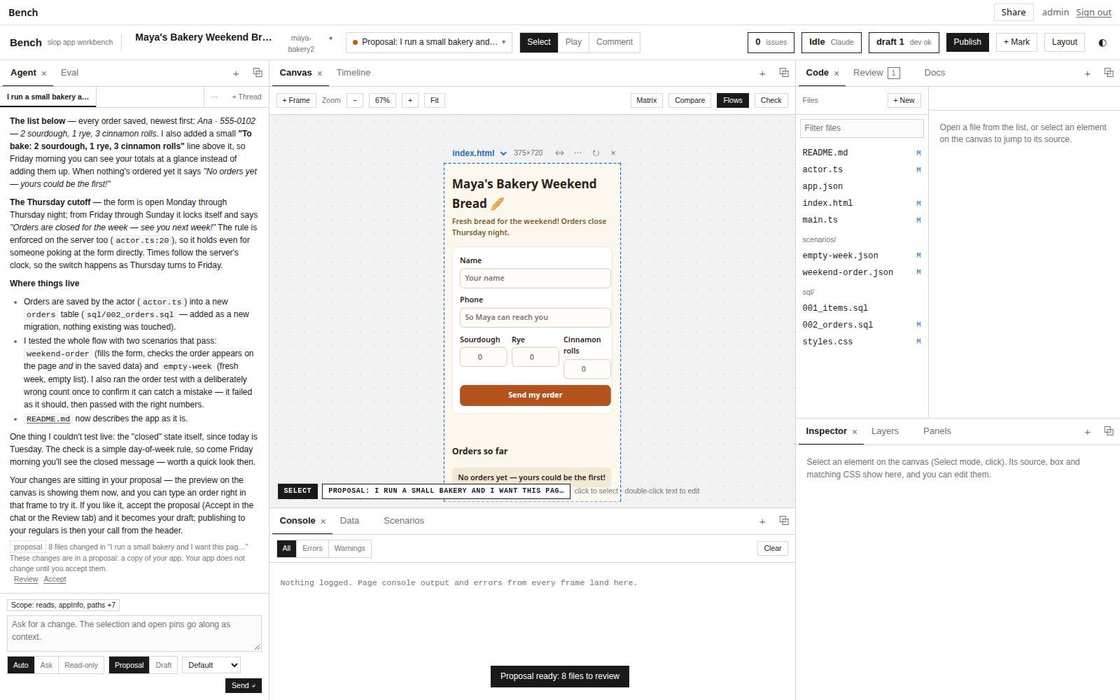 Bench
Share admin Sign out
Bench slop app workbench
Maya's Bakery Weekend Br…
maya-bakery2
Proposal: I run a small bakery and…
Select Play Comment
0 issues
Idle Claude
draft 1 dev ok
Publish
+ Mark
Layout
Agent × Eval
I run a small bakery a…
+ Thread
The list below — every order saved, newest first: Ana · 555-0102
— 2 sourdough, 1 rye, 3 cinnamon rolls. I also added a small "To
bake: 2 sourdough, 1 rye, 3 cinnamon rolls" line above it, so
Friday morning you can see your totals at a glance instead of
adding them up. When nothing's ordered yet it says "No orders yet
— yours could be the first!"
The Thursday cutoff — the form is open Monday through
Thursday night; from Friday through Sunday it locks itself and says
"Orders are closed for the week — see you next week!" The rule is
enforced on the server too ( actor.ts:20 ), so it holds even for
someone poking at the form directly. Times follow the server's
clock, so the switch happens as Thursday turns to Friday.
Where things live
• Orders are saved by the actor ( actor.ts ) into a new
orders table ( sql/002_orders.sql — added as a new
migration, nothing existing was touched).
• I tested the whole flow with two scenarios that pass:
weekend-order (fills the form, checks the order appears on
the page and in the saved data) and empty-week (fresh
week, empty list). I also ran the order test with a deliberately
wrong count once to confirm it can catch a mistake — it failed
as it should, then passed with the right numbers.
• README.md now describes the app as it is.
One thing I couldn't test live: the "closed" state itself, since today is
Tuesday. The check is a simple day-of-week rule, so come Friday
morning you'll see the closed message — worth a quick look then.
Your changes are sitting in your proposal — the preview on the
canvas is showing them now, and you can type an order right in
that frame to try it. If you like it, accept the proposal (Accept in
the chat or the Review tab) and it becomes your draft; publishing to
your regulars is then your call from the header.
proposal 8 files changed in "I run a small bakery and I want this pag…"
These changes are in a proposal: a copy of your app. Your app does not
change until you accept them.
Review Accept
Scope: reads, appInfo, paths +7
Ask for a change. The selection and open pins go along as
context.
Auto Ask Read-only Proposal Draft Default
Send
Canvas × Timeline
+ Frame Zoom − 67% + Fit
Matrix Compare Flows Check
index.html 375×720
Maya's Bakery Weekend
Bread
Fresh bread for the weekend! Orders close
Thursday night.
Name
Your name
Phone
So Maya can reach you
Sourdough Rye Cinnamon
rolls
0 0 0
Send my order
Orders so far
No orders yet — yours could be the first!
SELECT PROPOSAL: I RUN A SMALL BAKERY AND I WANT THIS PAG… click to select · double-click text to edit
Console × Data Scenarios
All Errors Warnings Clear
Nothing logged. Page console output and errors from every frame land here.
Proposal ready: 8 files to review
Code × Review 1 Docs
Files + New
Filter files
README.md M
actor.ts M
app.json
index.html M
main.ts M
scenarios/
empty-week.json M
weekend-order.json M
sql/
001_items.sql
002_orders.sql M
styles.css M
Open a file from the list, or select an element
on the canvas to jump to its source.
Inspector × Layers Panels
Select an element on the canvas (Select mode, click). Its source, box and
matching CSS show here, and you can edit them.